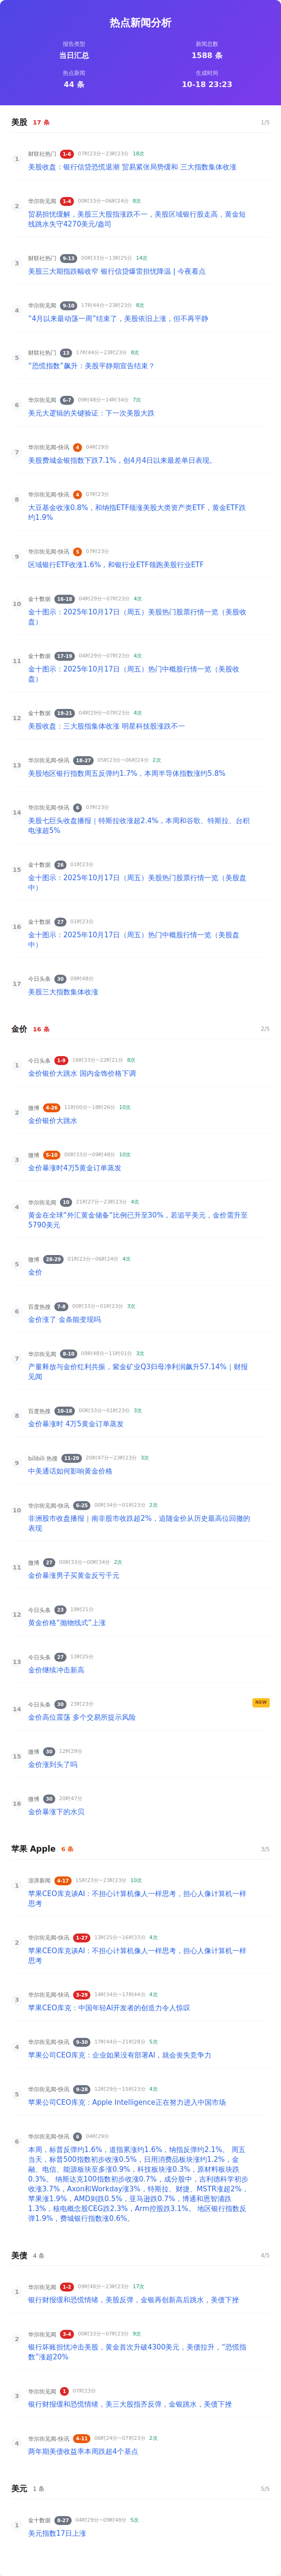 热点新闻分析
报告类型
新闻总数
当日汇总
1588 条
热点新闻
生成时间
44 条
10-18 23:23
美股 17 条 1/5
1
财联社热门 1-6 07时23分~23时23分 18次
美股收盘：银行信贷恐慌退潮 贸易紧张局势缓和 三大指数集体收涨
2
华尔街见闻 1-4 00时33分~06时24分 8次
贸易担忧缓解，美股三大股指涨跌不一，美股区域银行股走高，黄金短
线跳水失守4270美元/盎司
3
财联社热门 9-13 00时33分~13时25分 14次
美股三大期指跌幅收窄 银行信贷爆雷担忧降温 | 今夜看点
4
华尔街见闻 9-10 17时44分~23时23分 8次
“4月以来最动荡一周”结束了，美股依旧上涨，但不再平静
5
财联社热门 13 17时44分~23时23分 8次
“恐慌指数”飙升：美股平静期宣告结束？
6
华尔街见闻 6-7 09时48分~14时34分 7次
美元大逻辑的关键验证：下一次美股大跌
7
华尔街见闻-快讯 4 04时29分
美股费城金银指数下跌7.1%，创4月4日以来最差单日表现。
8
华尔街见闻-快讯 4 07时23分
大豆基金收涨0.8%，和纳指ETF领涨美股大类资产类ETF，黄金ETF跌
约1.9%
9
华尔街见闻-快讯 5 07时23分
区域银行ETF收涨1.6%，和银行业ETF领跑美股行业ETF
10
金十数据 16-18 04时29分~07时23分 4次
金十图示：2025年10月17日（周五）美股热门股票行情一览（美股收
盘）
11
金十数据 17-19 04时29分~07时23分 4次
金十图示：2025年10月17日（周五）热门中概股行情一览（美股收
盘）
12
金十数据 19-21 04时29分~07时23分 4次
美股收盘：三大股指集体收涨 明星科技股涨跌不一
13
华尔街见闻-快讯 18-27 05时23分~06时24分 2次
美股地区银行指数周五反弹约1.7%，本周半导体指数涨约5.8%
14
华尔街见闻-快讯 6 07时23分
美股七巨头收盘播报｜特斯拉收涨超2.4%，本周和谷歌、特斯拉、台积
电涨超5%
15
金十数据 26 01时23分
金十图示：2025年10月17日（周五）美股热门股票行情一览（美股盘
中）
16
金十数据 27 01时23分
金十图示：2025年10月17日（周五）热门中概股行情一览（美股盘
中）
17
今日头条 30 09时48分
美股三大指数集体收涨
金价 16 条 2/5
1
今日头条 1-9 16时33分~22时21分 8次
金价银价大跳水 国内金饰价格下调
2
微博 4-26 11时00分~18时26分 10次
金价银价大跳水
3
微博 5-10 00时33分~09时48分 10次
金价暴涨时4万5黄金订单蒸发
4
华尔街见闻 10 21时27分~23时23分 4次
黄金在全球“外汇黄金储备”比例已升至30%，若追平美元，金价需升至
5790美元
5
微博 28-29 01时23分~06时24分 4次
金价
6
百度热搜 7-8 00时33分~01时23分 3次
金价涨了 金条能变现吗
7
华尔街见闻 8-10 09时48分~11时01分 3次
产量释放与金价红利共振，紫金矿业Q3归母净利润飙升57.14%｜财报
见闻
8
百度热搜 10-18 00时33分~01时23分 3次
金价暴涨时 4万5黄金订单蒸发
9
bilibili 热搜 11-29 20时47分~23时23分 3次
中美通话如何影响黄金价格
10
华尔街见闻-快讯 6-25 00时34分~01时23分 2次
非洲股市收盘播报｜南非股市收跌超2%，追随金价从历史最高位回撤的
表现
11
微博 27 00时33分~00时34分 2次
金价暴涨男子买黄金反亏千元
12
今日头条 23 19时21分
黄金价格“抛物线式”上涨
13
今日头条 27 13时25分
金价继续冲击新高
14
今日头条 30 23时23分 NEW
金价高位震荡 多个交易所提示风险
15
微博 30 12时29分
金价涨到头了吗
16
微博 30 20时47分
金价暴涨下的水贝
苹果 Apple 6 条 3/5
1
澎湃新闻 4-17 15时23分~23时23分 10次
苹果CEO库克谈AI：不担心计算机像人一样思考，担心人像计算机一样
思考
2
华尔街见闻-快讯 1-27 13时25分~16时33分 4次
苹果CEO库克谈AI：不担心计算机像人一样思考，担心人像计算机一样
思考
3
华尔街见闻-快讯 3-29 14时34分~17时44分 4次
苹果CEO库克：中国年轻AI开发者的创造力令人惊叹
4
华尔街见闻-快讯 9-30 17时44分~21时28分 5次
苹果公司CEO库克：企业如果没有部署AI，就会丧失竞争力
5
华尔街见闻-快讯 9-28 12时29分~15时23分 4次
苹果公司CEO库克：Apple Intelligence正在努力进入中国市场
6
华尔街见闻-快讯 6 04时29分
本周，标普反弹约1.6%，道指累涨约1.6%，纳指反弹约2.1%。 周五
当天，标普500指数初步收涨0.5%，日用消费品板块涨约1.2%，金
融、电信、能源板块至多涨0.9%，科技板块涨0.3%，原材料板块跌
0.3%。 纳斯达克100指数初步收涨0.7%，成分股中，吉利德科学初步
收涨3.7%，Axon和Workday涨3%，特斯拉、财捷、MSTR涨超2%，
苹果涨1.9%，AMD则跌0.5%，亚马逊跌0.7%，博通和恩智浦跌
1.3%，核电概念股CEG跌2.3%，Arm控股跌3.1%。 地区银行指数反
弹1.9%，费城银行指数涨0.6%。
美债 4 条 4/5
1
华尔街见闻 1-2 09时48分~23时23分 17次
银行财报缓和恐慌情绪，美股反弹，金银再创新高后跳水，美债下挫
2
华尔街见闻 3-4 00时33分~07时23分 9次
银行坏账担忧冲击美股，黄金首次升破4300美元，美债拉升，“恐慌指
数”涨超20%
3
华尔街见闻 1 07时23分
银行财报缓和恐慌情绪，美三大股指齐反弹，金银跳水，美债下挫
4
华尔街见闻-快讯 6-11 06时24分~07时23分 2次
两年期美债收益率本周跌超4个基点
美元 1 条 5/5
1
金十数据 8-27 04时29分~09时48分 5次
美元指数17日上涨